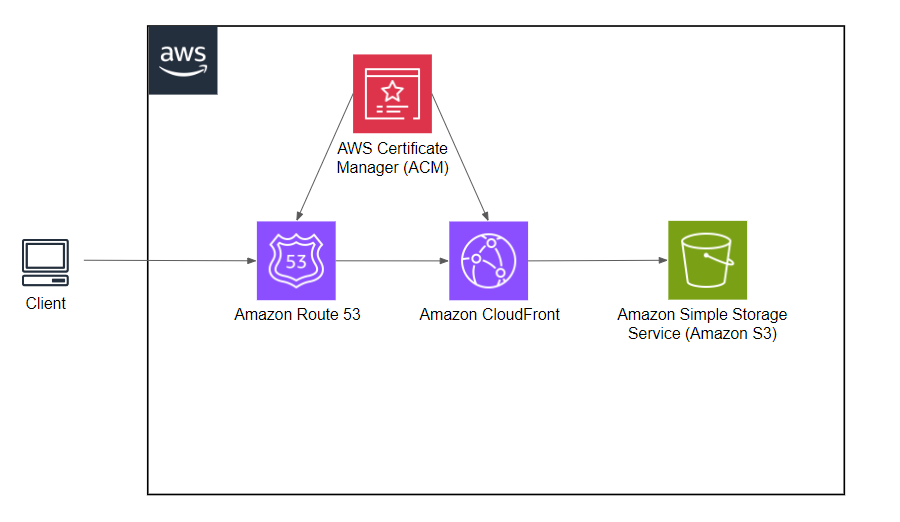 aws
AWS Certificate
Manager (ACM)
53
Client
Amazon Route 53
Amazon CloudFront
Amazon Simple Storage
Service (Amazon S3)